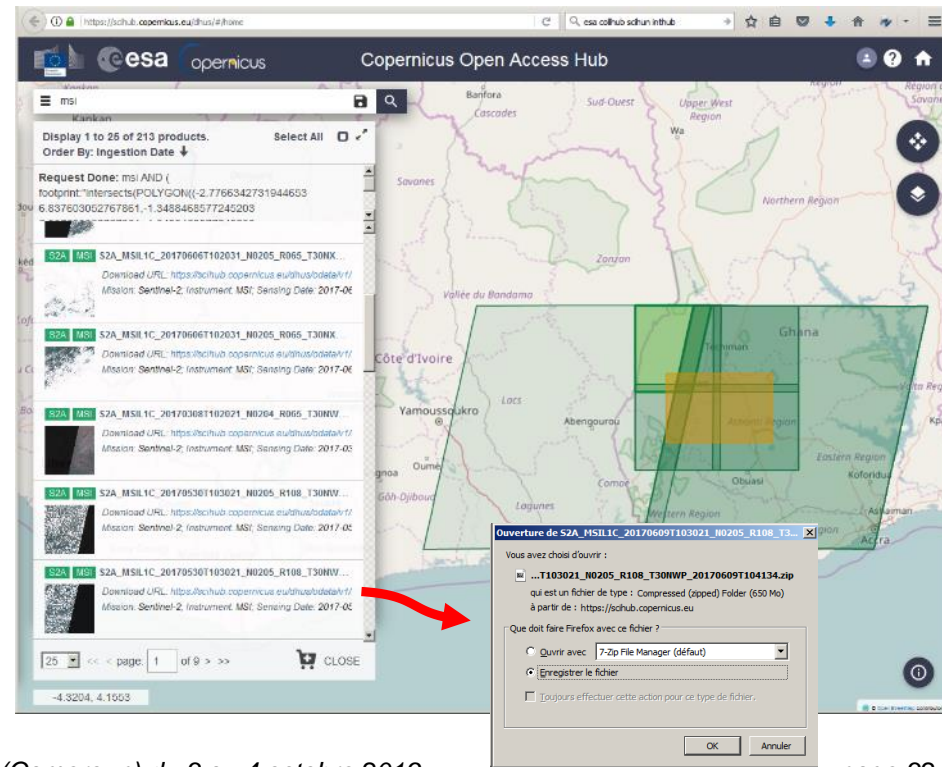 https://scihub.copernicus.eu/dhus/#/home
esa colhub scihun inthub
esa opernicus
Copernicus Open Access Hub
msi
Display 1 to 25 of 213 products.
Select All
Order By: Ingestion Date
Request Done: msi AND (
footprint:"Intersects(POLYGON((-2.7766342731944653
6.837603052767861,-1.3488468577245203
S2A MSI S2A_MSIL1C_20170606T102031_N0205_R065_T30NX...
Download URL: https://scihub.copernicus.eu/dhus/odata/v1/
Mission: Sentinel-2; Instrument: MSI; Sensing Date: 2017-06
S2A MSI S2A_MSIL1C_20170606T102031_N0205_R065_T30NX...
Download URL: https://scihub.copernicus.eu/dhus/odata/v1/
Mission: Sentinel-2; Instrument: MSI; Sensing Date: 2017-06
S2A MSI S2A_MSIL1C_20170308T102021_N0204_R065_T30NW...
Download URL: https://scihub.copernicus.eu/dhus/odata/v1/
Mission: Sentinel-2; Instrument: MSI; Sensing Date: 2017-03
S2A MSI S2A_MSIL1C_20170530T103021_N0205_R108_T30NW...
Download URL: https://scihub.copernicus.eu/dhus/odata/v1/
Mission: Sentinel-2; Instrument: MSI; Sensing Date: 2017-05
S2A MSI S2A_MSIL1C_20170530T103021_N0205_R108_T30NW...
Download URL: https://scihub.copernicus.eu/dhus/odata/v1/
Mission: Sentinel-2; Instrument: MSI; Sensing Date: 2017-05
25 << < page: 1 of 9 > >>
CLOSE
-4.3204, 4.1553
Kankan
Banfora
Cascades
Sud-Ouest
Upper West
Region
Wa
Savanes
Northern Region
Zanzan
Vallée du Bandama
Ghana
Techiman
Côte d'Ivoire
Lacs
Yamoussoukro
Abengourou
Ashanti Region
Eastern Region
Oumé
Comoe
Obuasi
Koforidua
Gôh-Djiboua
Lagunes
Western Region
Ashaiman
Accra
Ouverture de S2A_MSIL1C_20170609T103021_N0205_R108_T3...
Vous avez choisi d'ouvrir :
...T103021_N0205_R108_T30NWP_20170609T104134.zip
qui est un fichier de type : Compressed (zipped) Folder (650 Mo)
à partir de : https://scihub.copernicus.eu
Que doit faire Firefox avec ce fichier ?
Ouvrir avec 7-Zip File Manager (défaut)
Enregistrer le fichier
Toujours effectuer cette action pour ce type de fichier.
OK
Annuler